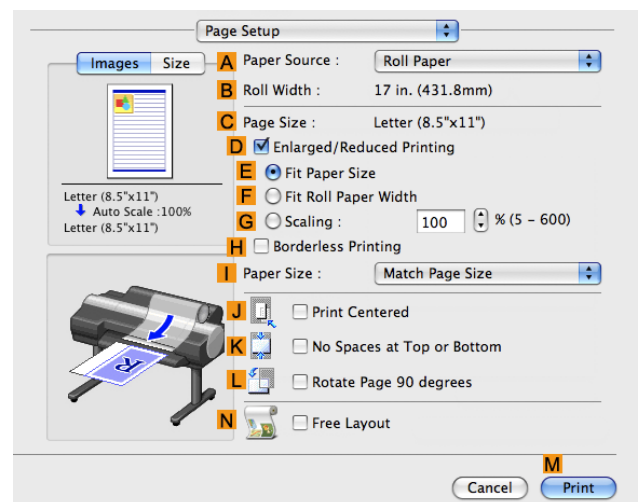 Page Setup
Images Size
A Paper Source : Roll Paper
B Roll Width : 17 in. (431.8mm)
C Page Size : Letter (8.5"x11")
D Enlarged/Reduced Printing
E Fit Paper Size
F Fit Roll Paper Width
G Scaling : 100 % (5 - 600)
H Borderless Printing
Letter (8.5"x11")
Auto Scale :100%
Letter (8.5"x11")
I Paper Size : Match Page Size
J Print Centered
K No Spaces at Top or Bottom
L Rotate Page 90 degrees
N Free Layout
R
M
Cancel Print